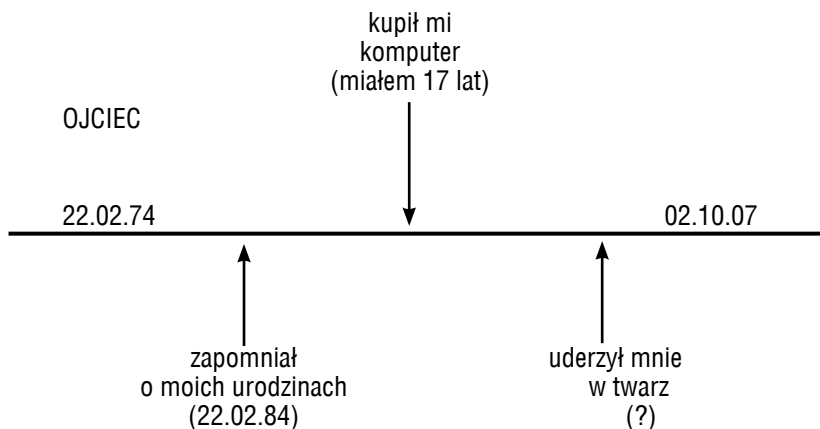 kupił mi
komputer
(miałem 17 lat)
OJCIEC
22.02.74
02.10.07
zapomniał
o moich urodzinach
(22.02.84)
uderzył mnie
w twarz
(?)